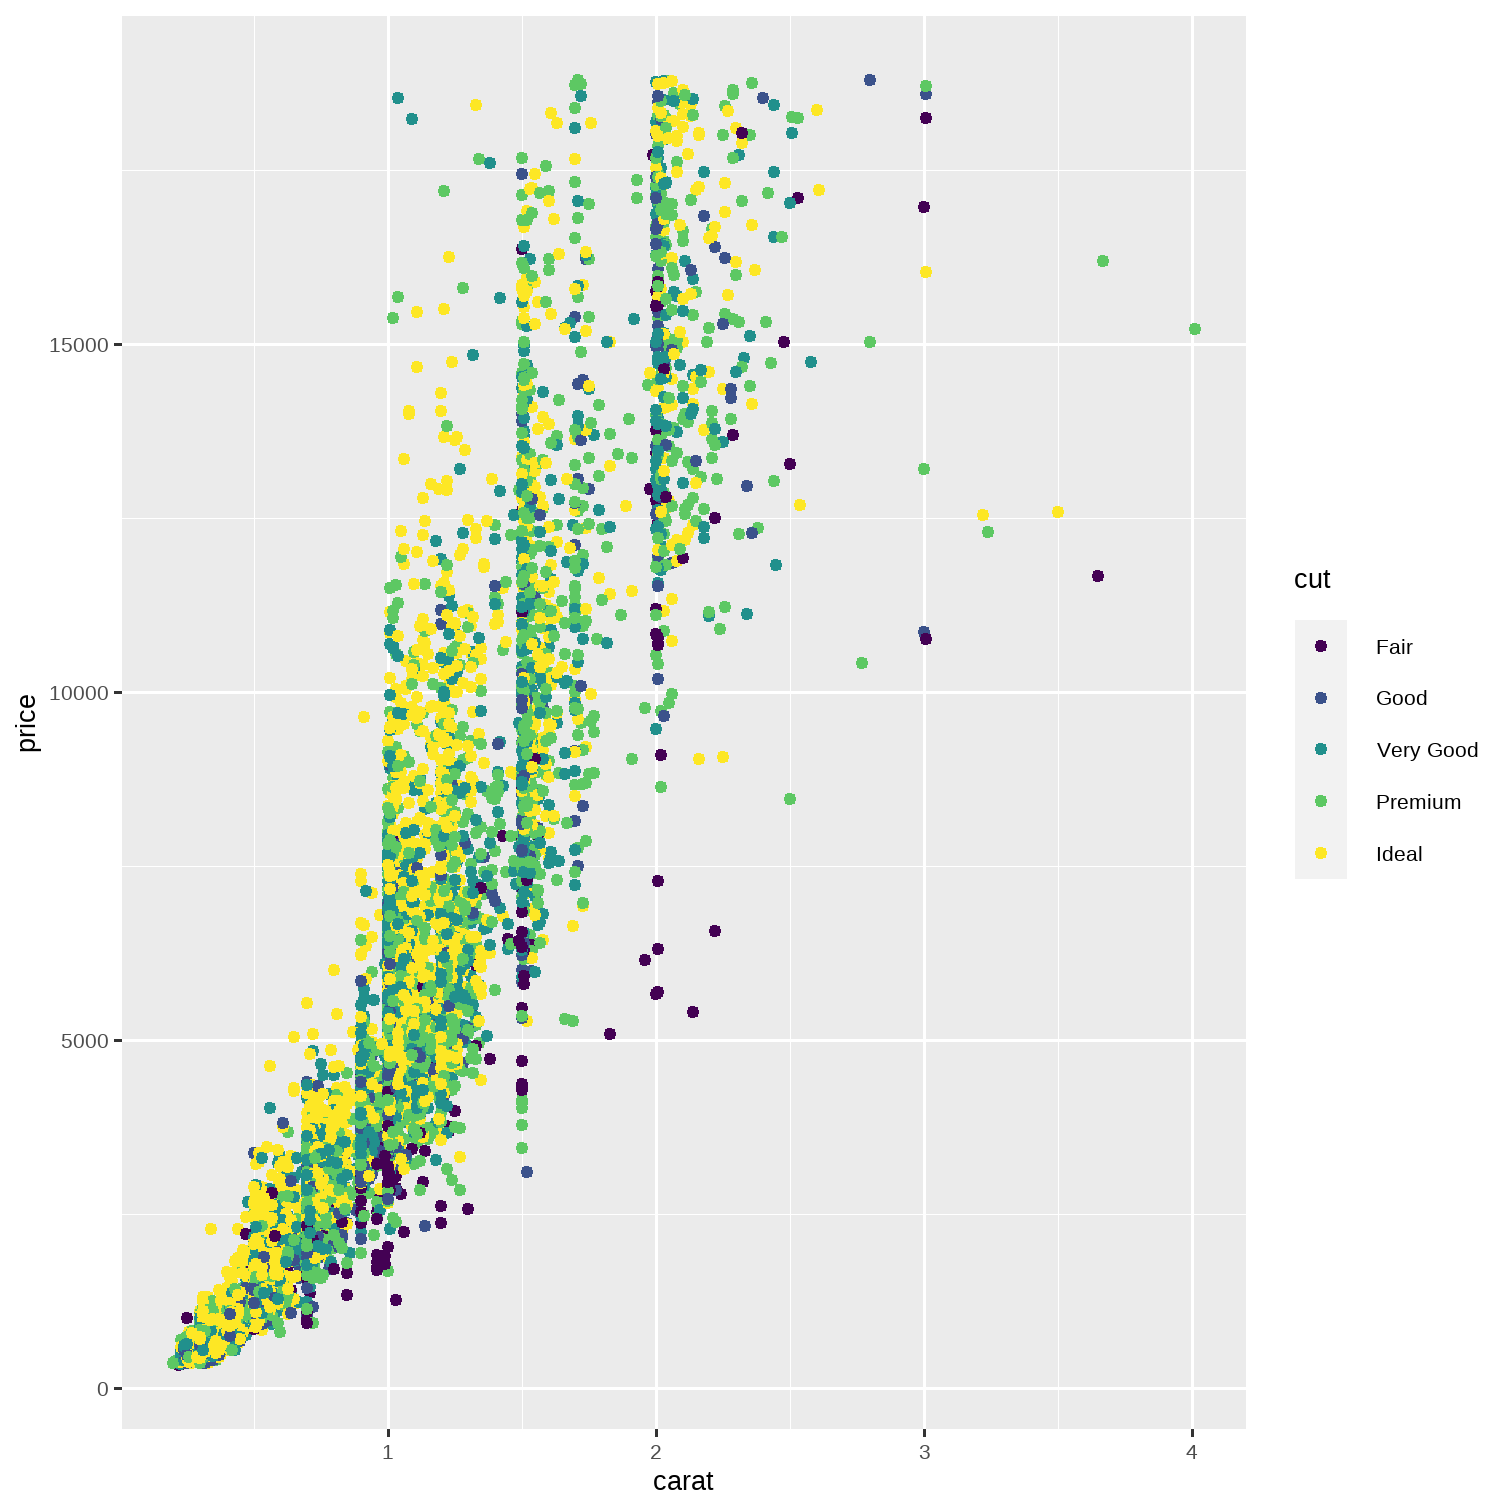 15000
10000
5000
0
price
1
2
3
4
carat
cut
Fair
Good
Very Good
Premium
Ideal